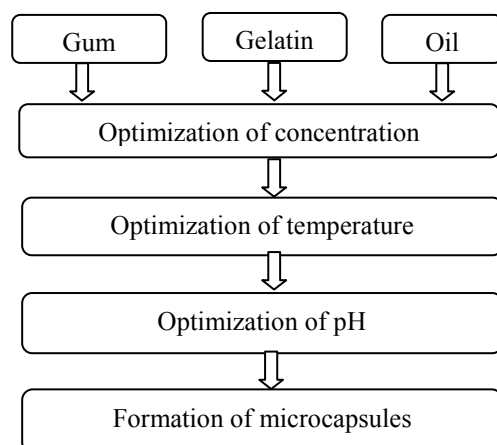 Gum
Gelatin
Oil
Optimization of concentration
Optimization of temperature
Optimization of pH
Formation of microcapsules